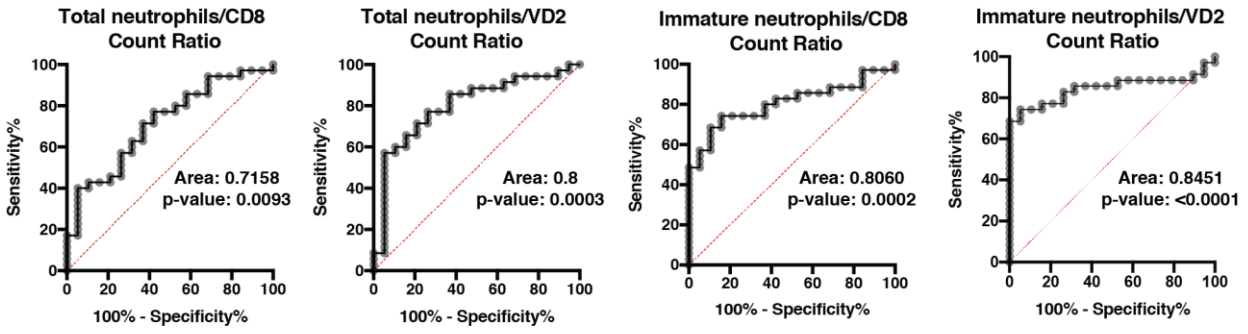 Total neutrophils/CD8
Count Ratio
100
80
60
40
20
0
Sensitivity%
Area: 0.7158
p-value: 0.0093
0 20 40 60 80 100
100% - Specificity%
Total neutrophils/VD2
Count Ratio
100
80
60
40
20
0
Sensitivity%
Area: 0.8
p-value: 0.0003
0 20 40 60 80 100
100% - Specificity%
Immature neutrophils/CD8
Count Ratio
100
80
60
40
20
0
Sensitivity%
Area: 0.8060
p-value: 0.0002
0 20 40 60 80 100
100% - Specificity%
Immature neutrophils/VD2
Count Ratio
100
80
60
40
20
0
Sensitivity%
Area: 0.8451
p-value: <0.0001
0 20 40 60 80 100
100% - Specificity%